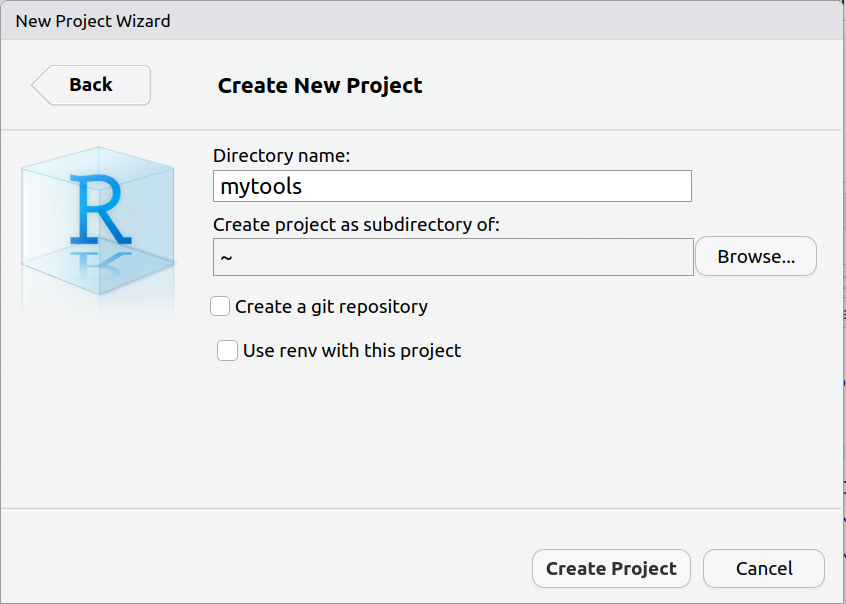 New Project Wizard
Back
Create New Project
R
Directory name:
mytools
Create project as subdirectory of:
~
Browse...
Create a git repository
Use renv with this project
Create Project
Cancel